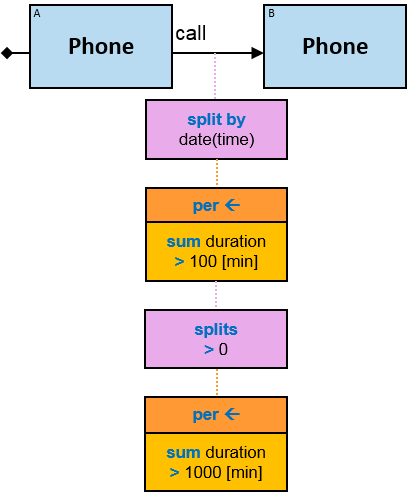 A
Phone
call
B
Phone
split by
date(time)
per ←
sum duration
> 100 [min]
splits
> 0
per ←
sum duration
> 1000 [min]